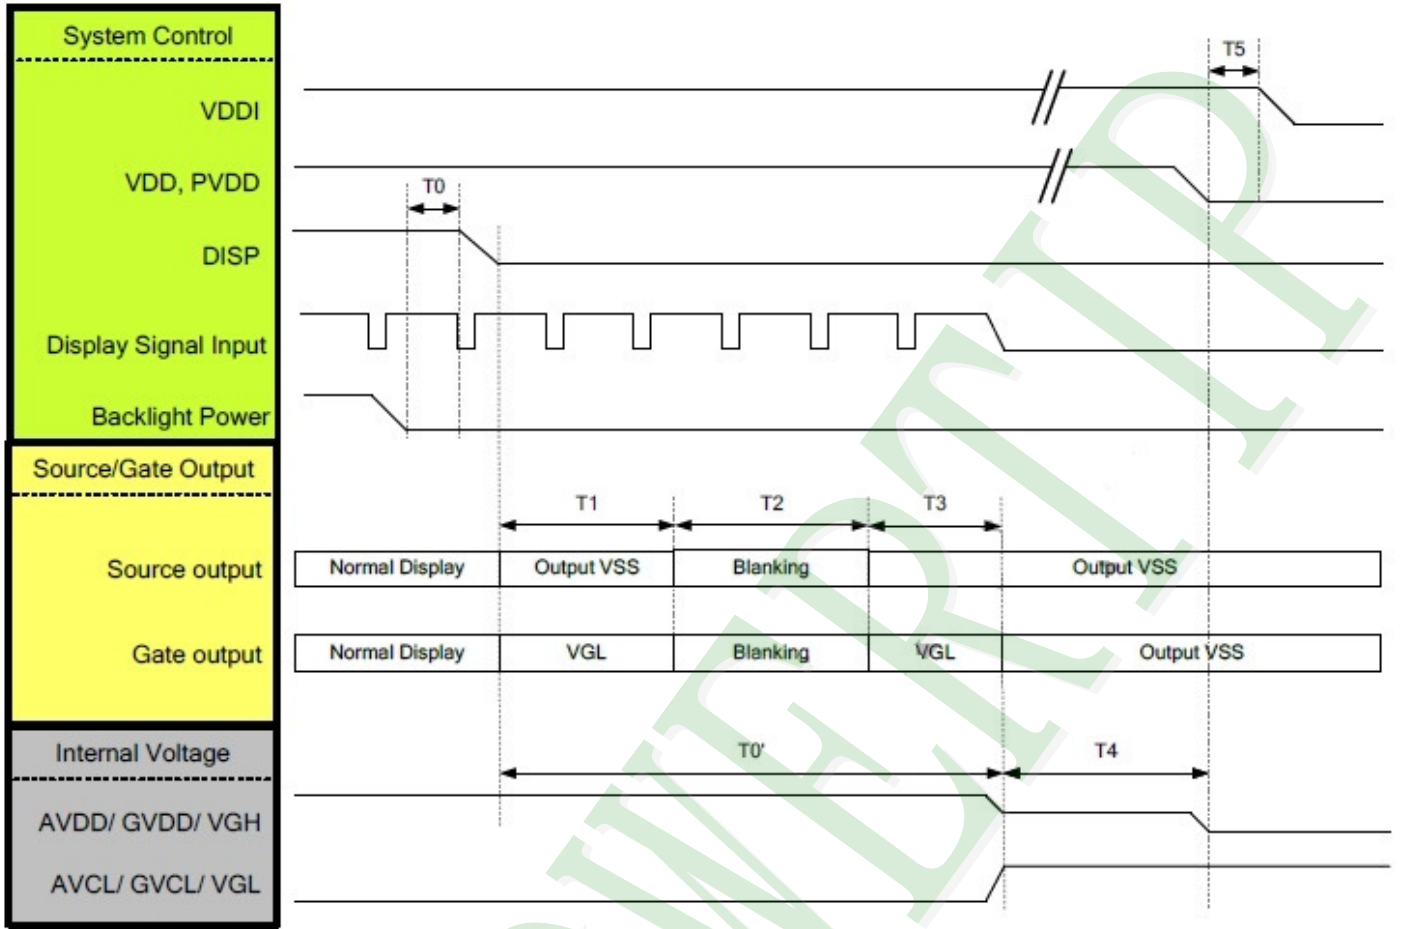 System Control
T5
VDDI
VDD, PVDD
T0
DISP
Display Signal Input
Backlight Power
Source/Gate Output
T1 T2 T3
Source output
Normal Display Output VSS Blanking Output VSS
Gate output
Normal Display VGL Blanking VGL Output VSS
Internal Voltage
T0' T4
AVDD/ GVDD/ VGH
AVCL/ GVCL/ VGL
WERTIP